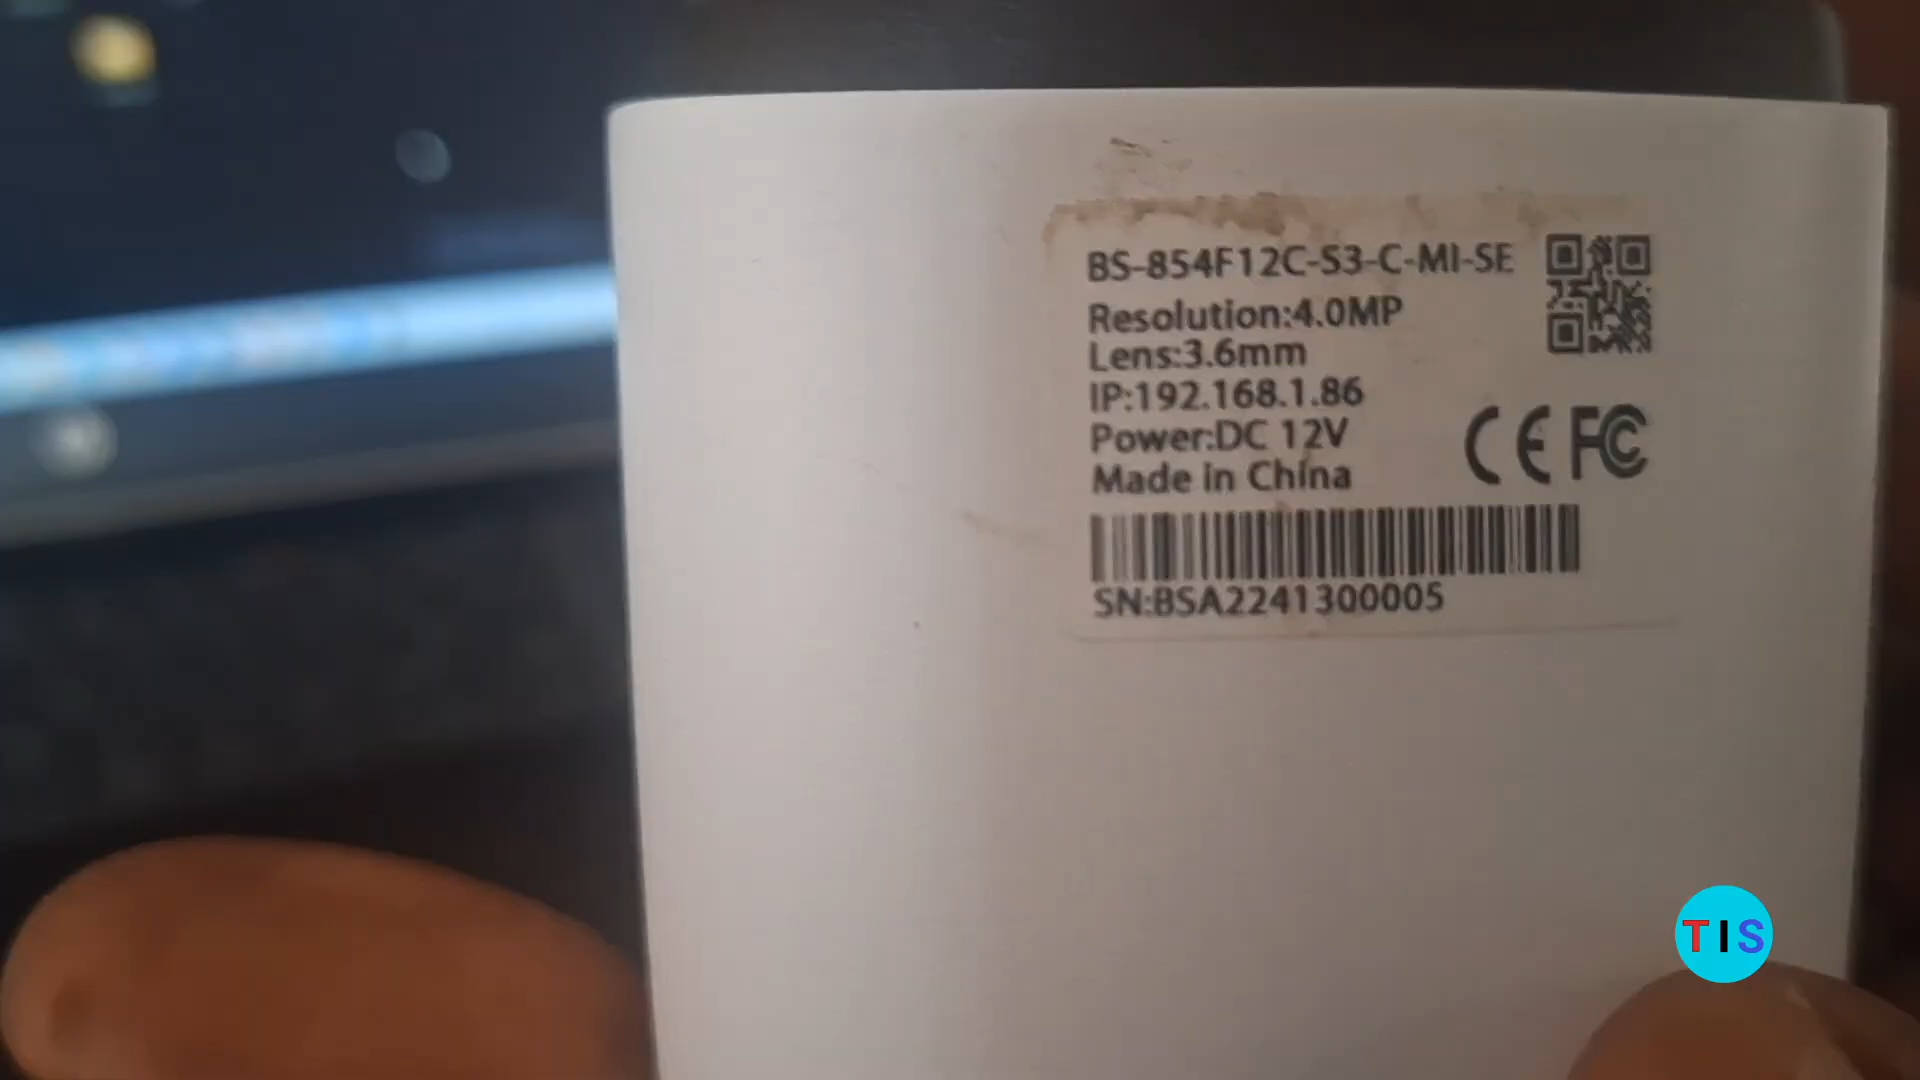 BS-854F12C-S3-C-MI-SE
Resolution:4.0MP
Lens:3.6mm
IP:192.168.1.86
Power:DC 12V
Made in China
CE FC
SN:BSA2241300005
TIS